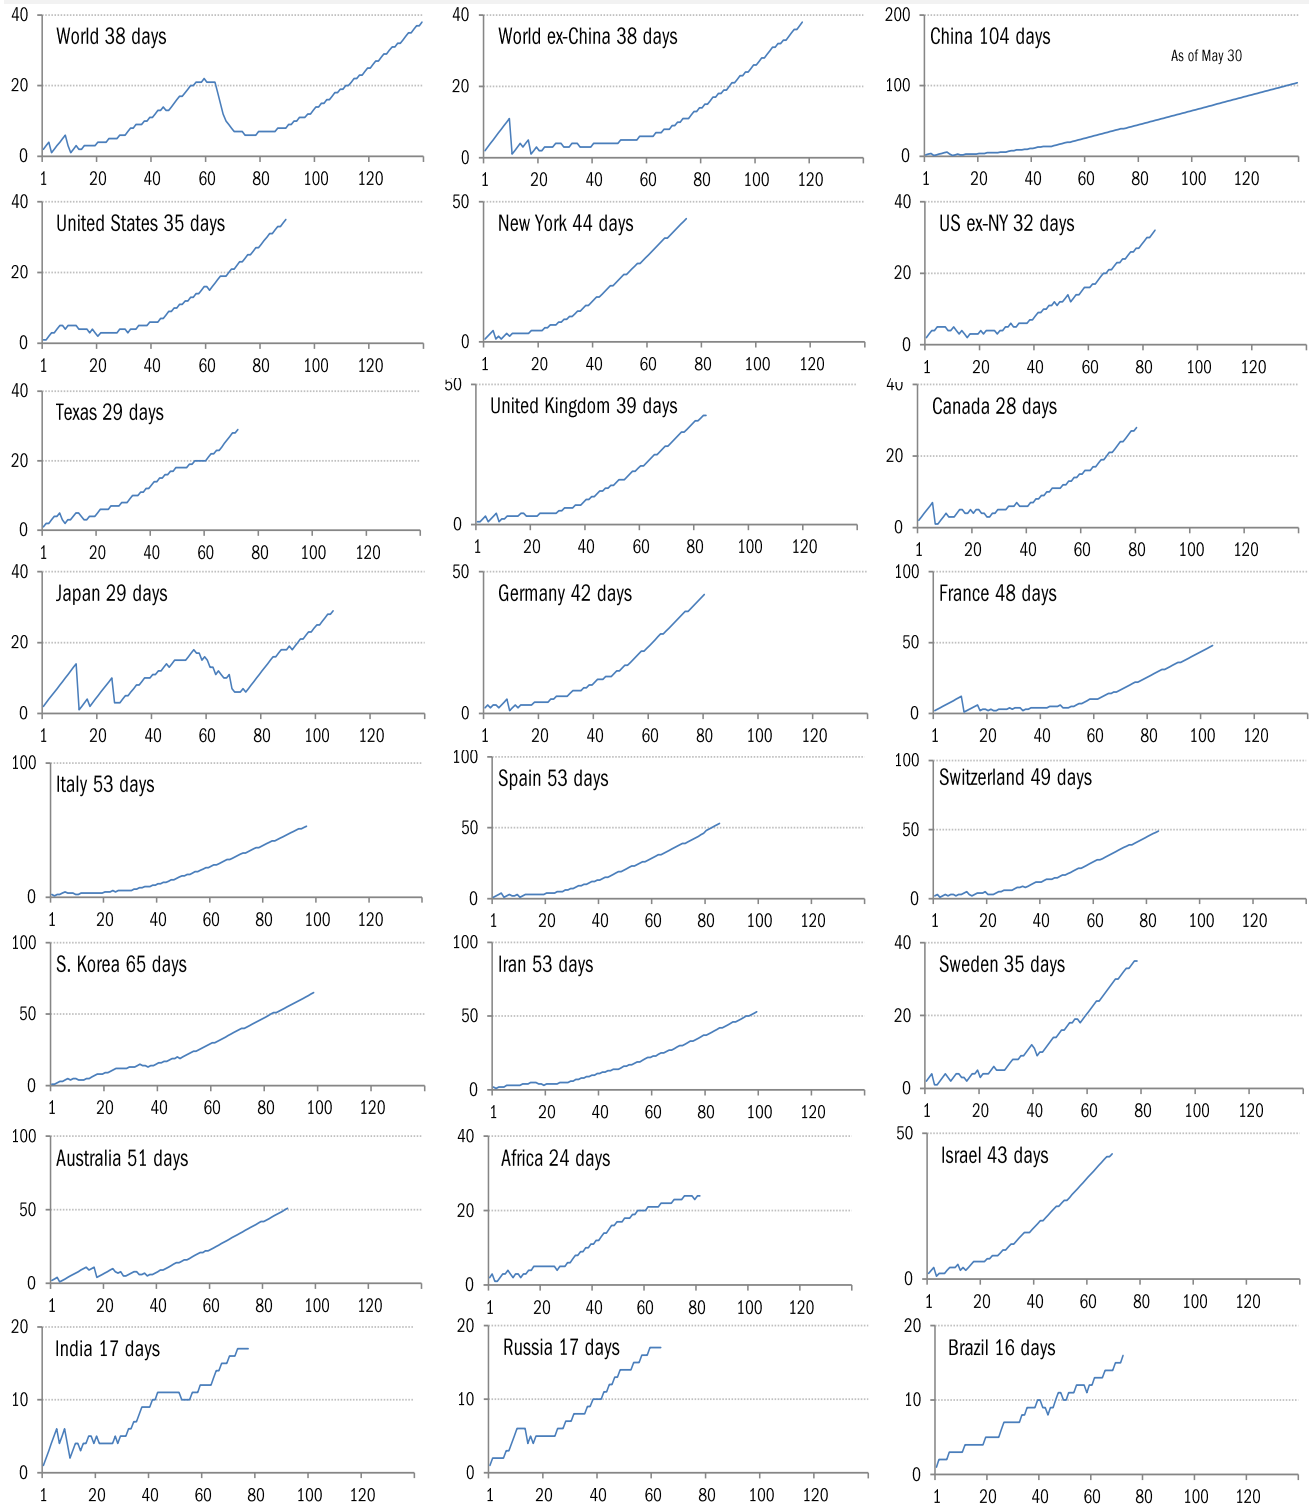 World 38 days
40
20
0
1 20 40 60 80 100 120
World ex-China 38 days
40
20
0
1 20 40 60 80 100 120
China 104 days
As of May 30
200
100
0
1 20 40 60 80 100 120
United States 35 days
40
20
0
1 20 40 60 80 100 120
New York 44 days
50
0
1 20 40 60 80 100 120
US ex-NY 32 days
40
20
0
1 20 40 60 80 100 120
Texas 29 days
40
20
0
1 20 40 60 80 100 120
United Kingdom 39 days
50
0
1 20 40 60 80 100 120
Canada 28 days
40
20
0
1 20 40 60 80 100 120
Japan 29 days
40
20
0
1 20 40 60 80 100 120
Germany 42 days
50
0
1 20 40 60 80 100 120
France 48 days
100
50
0
1 20 40 60 80 100 120
Italy 53 days
100
0
1 20 40 60 80 100 120
Spain 53 days
100
50
0
1 20 40 60 80 100 120
Switzerland 49 days
100
50
0
1 20 40 60 80 100 120
S. Korea 65 days
100
50
0
1 20 40 60 80 100 120
Iran 53 days
100
50
0
1 20 40 60 80 100 120
Sweden 35 days
40
20
0
1 20 40 60 80 100 120
Australia 51 days
100
50
0
1 20 40 60 80 100 120
Africa 24 days
40
20
0
1 20 40 60 80 100 120
Israel 43 days
50
0
1 20 40 60 80 100 120
India 17 days
20
10
0
1 20 40 60 80 100 120
Russia 17 days
20
10
0
1 20 40 60 80 100 120
Brazil 16 days
20
10
0
1 20 40 60 80 100 120